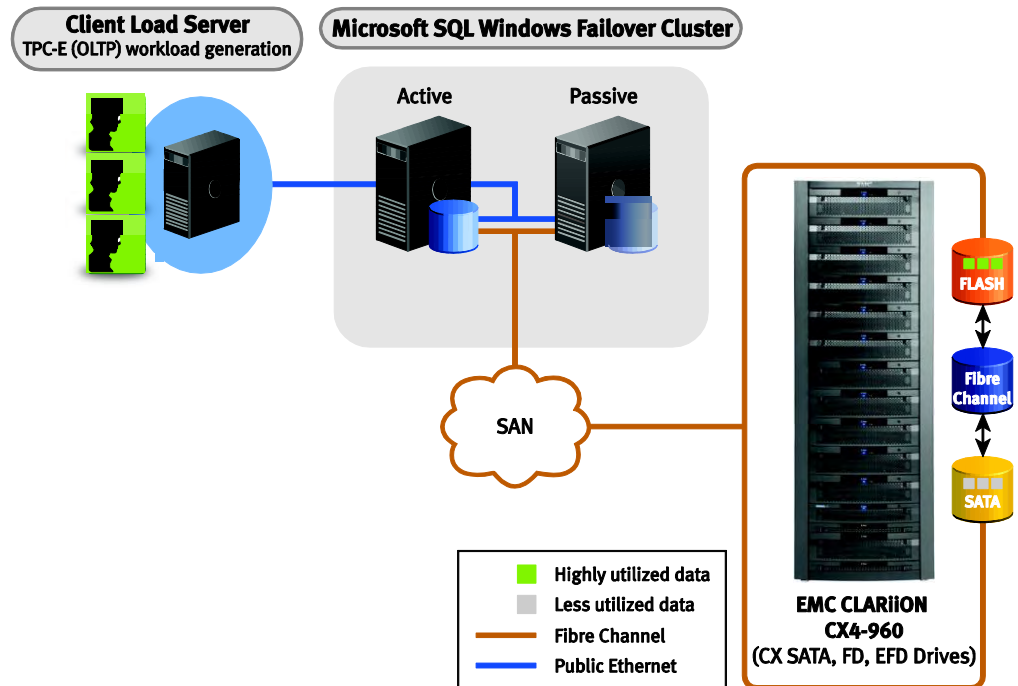 Client Load Server
TPC-E (OLTP) workload generation
Microsoft SQL Windows Failover Cluster
Active
Passive
FLASH
Fibre
Channel
SATA
SAN
EMC CLARiiON
CX4-960
(CX SATA, FD, EFD Drives)
Highly utilized data
Less utilized data
Fibre Channel
Public Ethernet